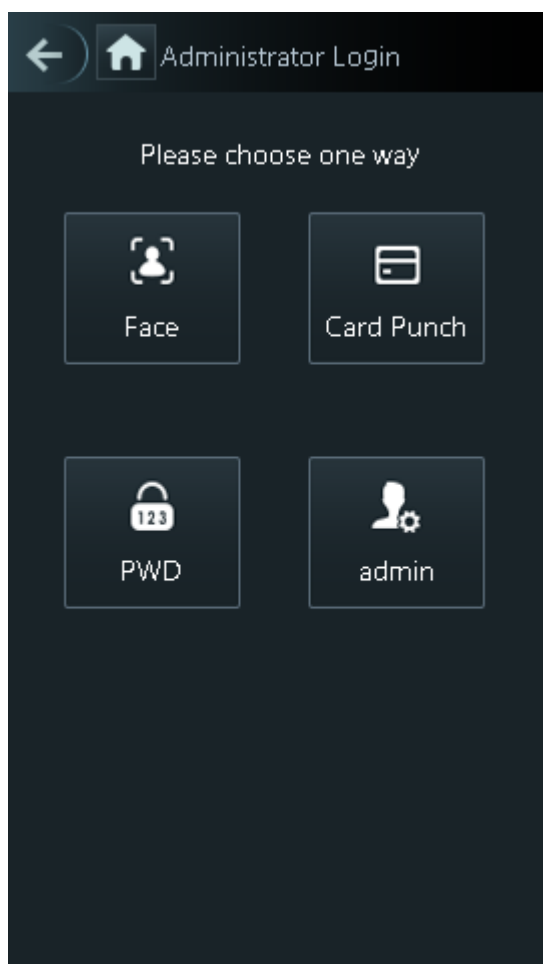 Administrator Login
Please choose one way
Face
Card Punch
123
PWD
admin